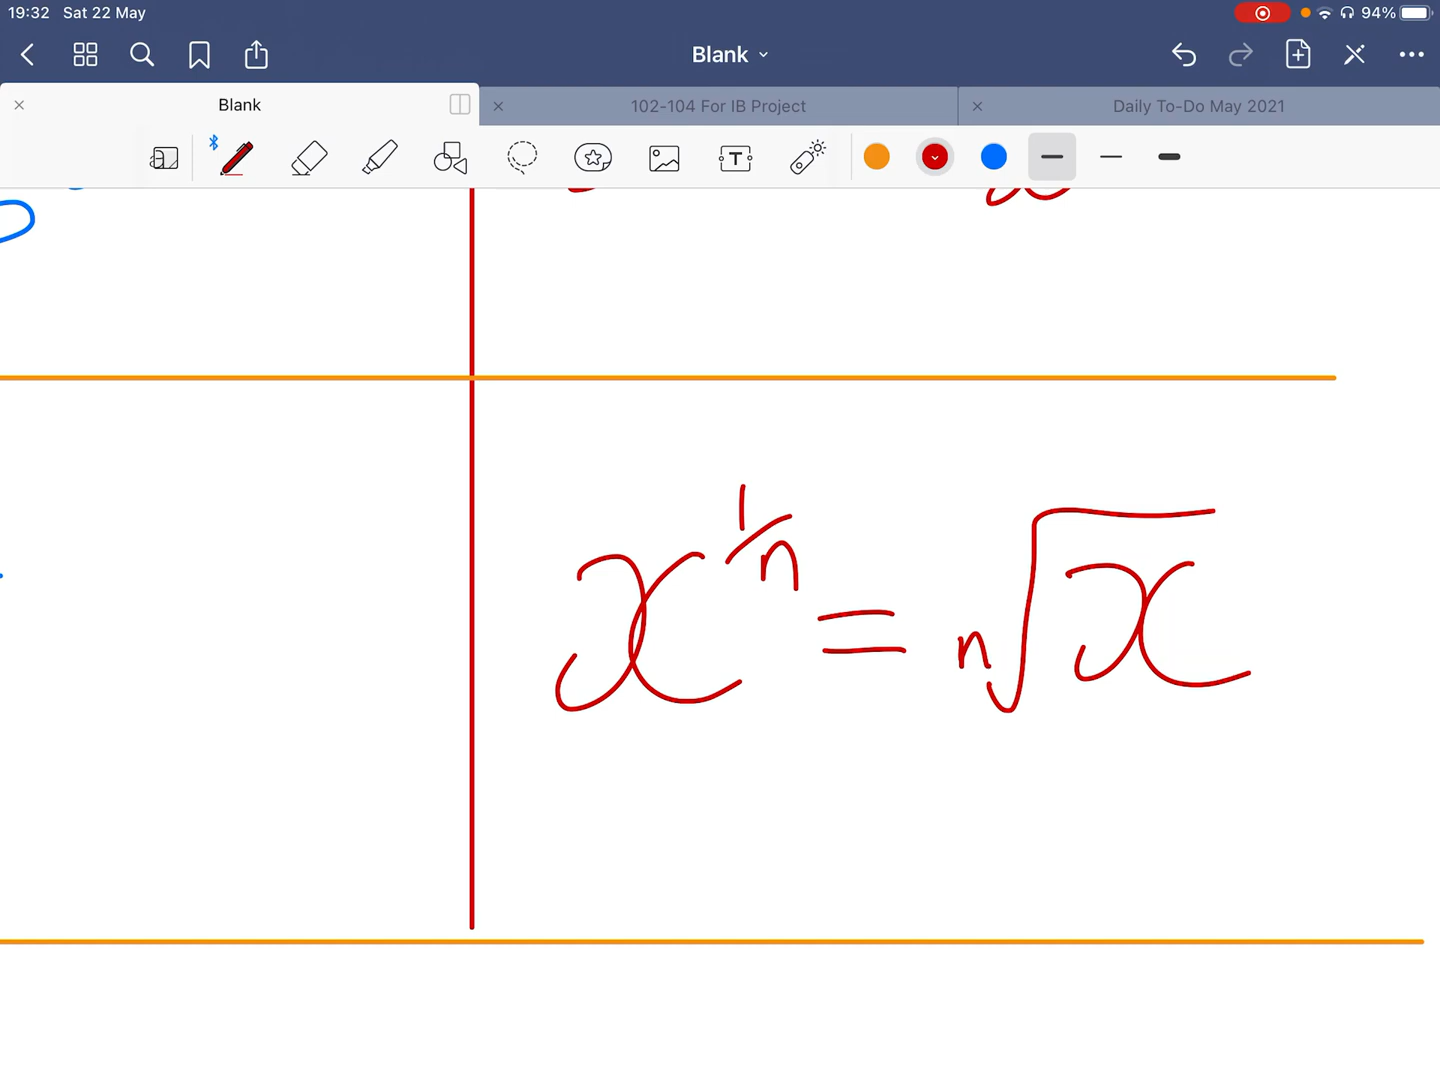 19:32 Sat 22 May 94%
Blank
Blank 102-104 For IB Project Daily To-Do May 2021
x^{1/n} = \sqrt[n]{x}